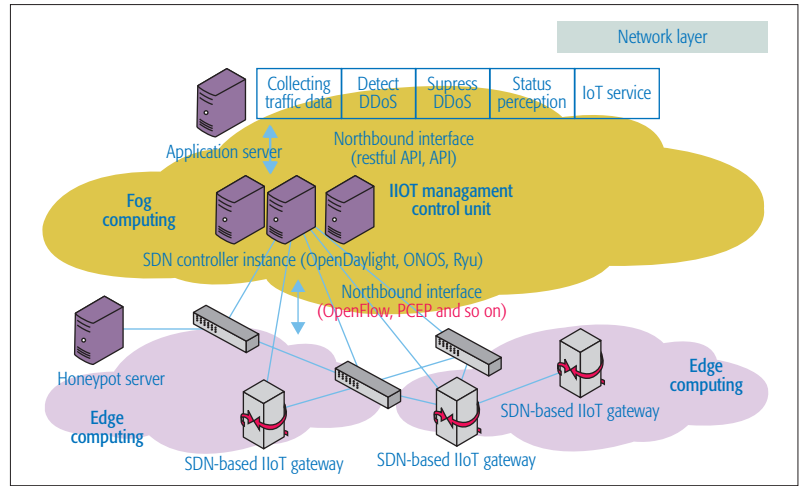 Network layer
Collecting
traffic data
Detect
DDoS
Supress
DDoS
Status
perception
IoT service
Application server
Northbound interface
(restful API, API)
Fog
computing
IIOT managament
control unit
SDN controller instance (OpenDaylight, ONOS, Ryu)
Northbound interface
(OpenFlow, PCEP and so on)
Honeypot server
Edge
computing
SDN-based IIoT gateway
Edge
computing
SDN-based IIoT gateway
SDN-based IIoT gateway